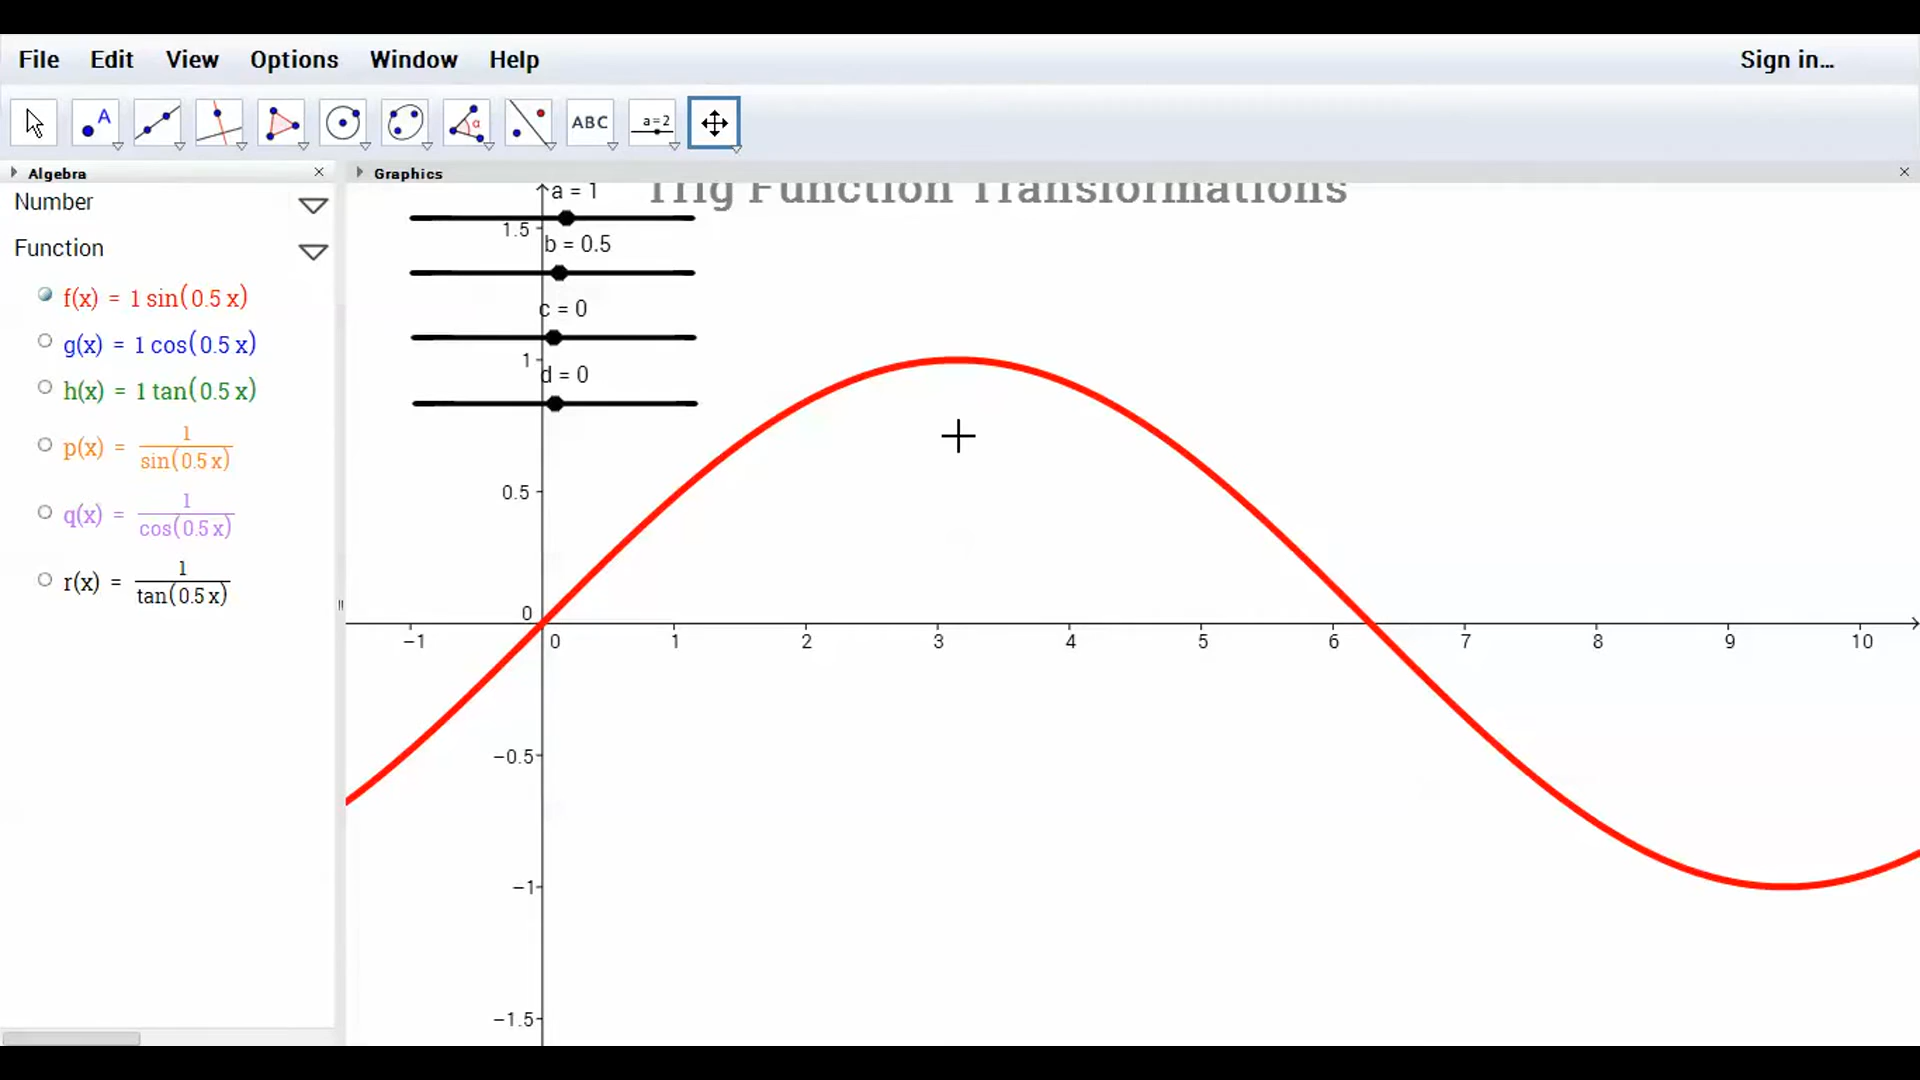 File Edit View Options Window Help Sign in...
A α ABC a=2
Algebra
Graphics
Number
Function
f(x) = 1 sin(0.5 x)
g(x) = 1 cos(0.5 x)
h(x) = 1 tan(0.5 x)
p(x) = 1/sin(0.5 x)
q(x) = 1/cos(0.5 x)
r(x) = 1/tan(0.5 x)
Trig Function Transformations
a = 1
b = 0.5
c = 0
d = 0
1.5
1
0.5
0
−1 0 1 2 3 4 5 6 7 8 9 10
−0.5
−1
−1.5